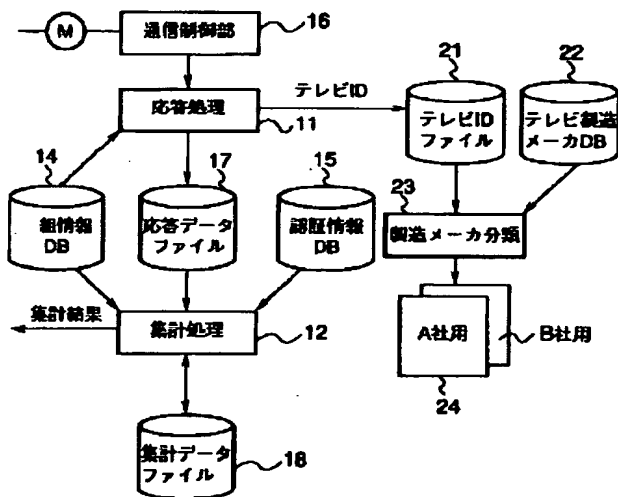 M
通信制御部
16
応答処理
11
テレビID
21
テレビID
ファイル
22
テレビ製造
メーカDB
14
組情報
DB
17
応答データ
ファイル
15
認証情報
DB
23
製造メーカ分類
集計結果
集計処理
12
A社用
B社用
24
集計データ
ファイル
18